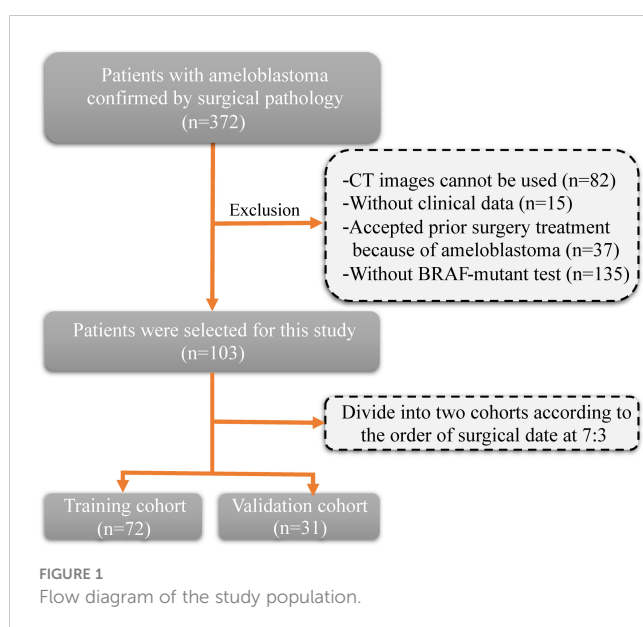 Patients with ameloblastoma
confirmed by surgical pathology
(n=372)
Exclusion
-CT images cannot be used (n=82)
-Without clinical data (n=15)
-Accepted prior surgery treatment
because of ameloblastoma (n=37)
-Without BRAF-mutant test (n=135)
Patients were selected for this study
(n=103)
Divide into two cohorts according to
the order of surgical date at 7:3
Training cohort
(n=72)
Validation cohort
(n=31)
FIGURE 1
Flow diagram of the study population.